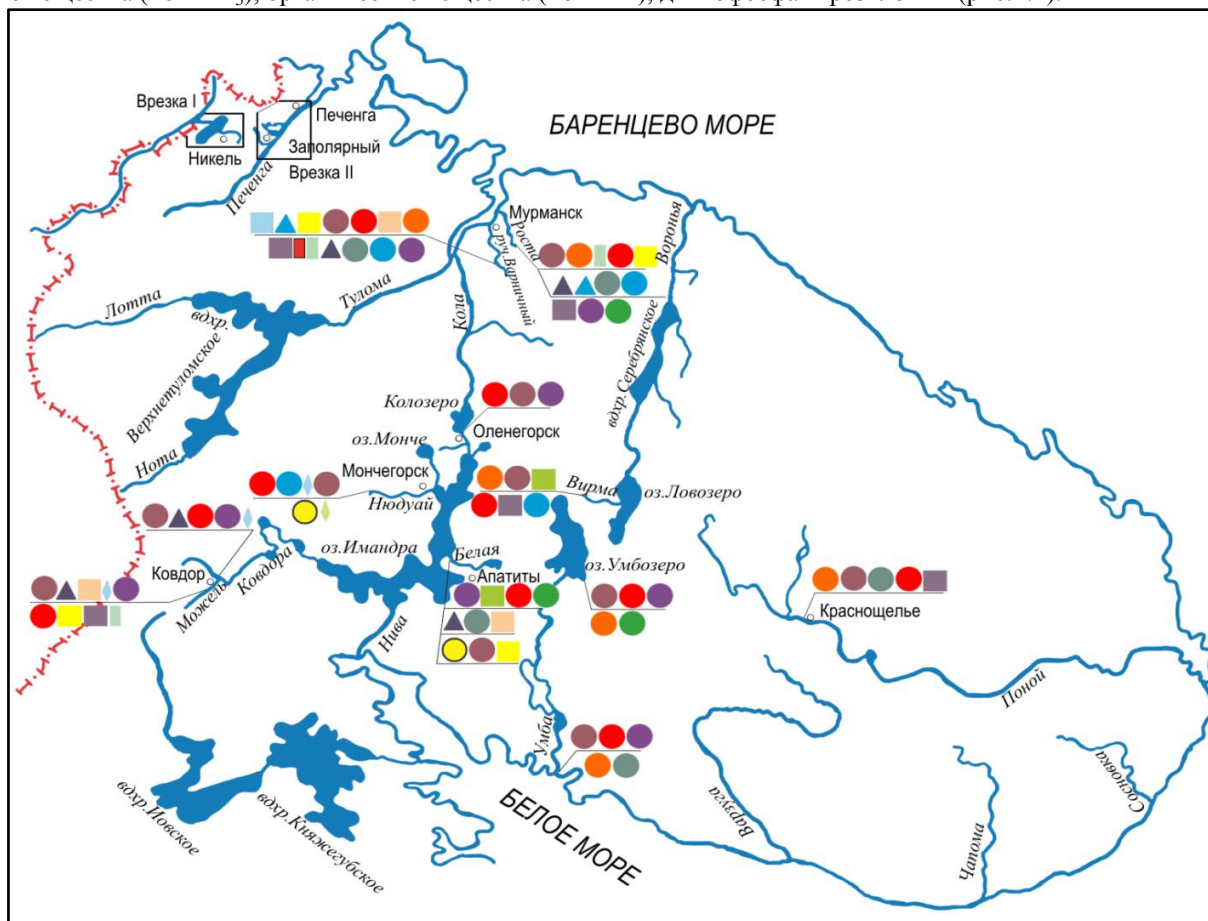 Врезка I
Печенга
Никель
Заполярный
Врезка II
Печенга
БАРЕНЦЕВО МОРЕ
Мурманск
Роста
руч.Варничный
Воронья
Лотта
вдхр.
Верхнетуломское
Тулома
Кола
вдхр.Серебрянское
Нота
Колозеро
Оленегорск
оз.Монче
Мончегорск
Нюдуай
Вирма
оз.Ловозеро
оз.Имандра
Белая
Апатиты
оз.Умбозеро
Ковдор
Ковдора
Можель
Нива
Краснощелье
Поной
Умба
Варзуга
Сосновка
Чапома
вдхр.Иовское
вдхр.Княжегубское
БЕЛОЕ МОРЕ